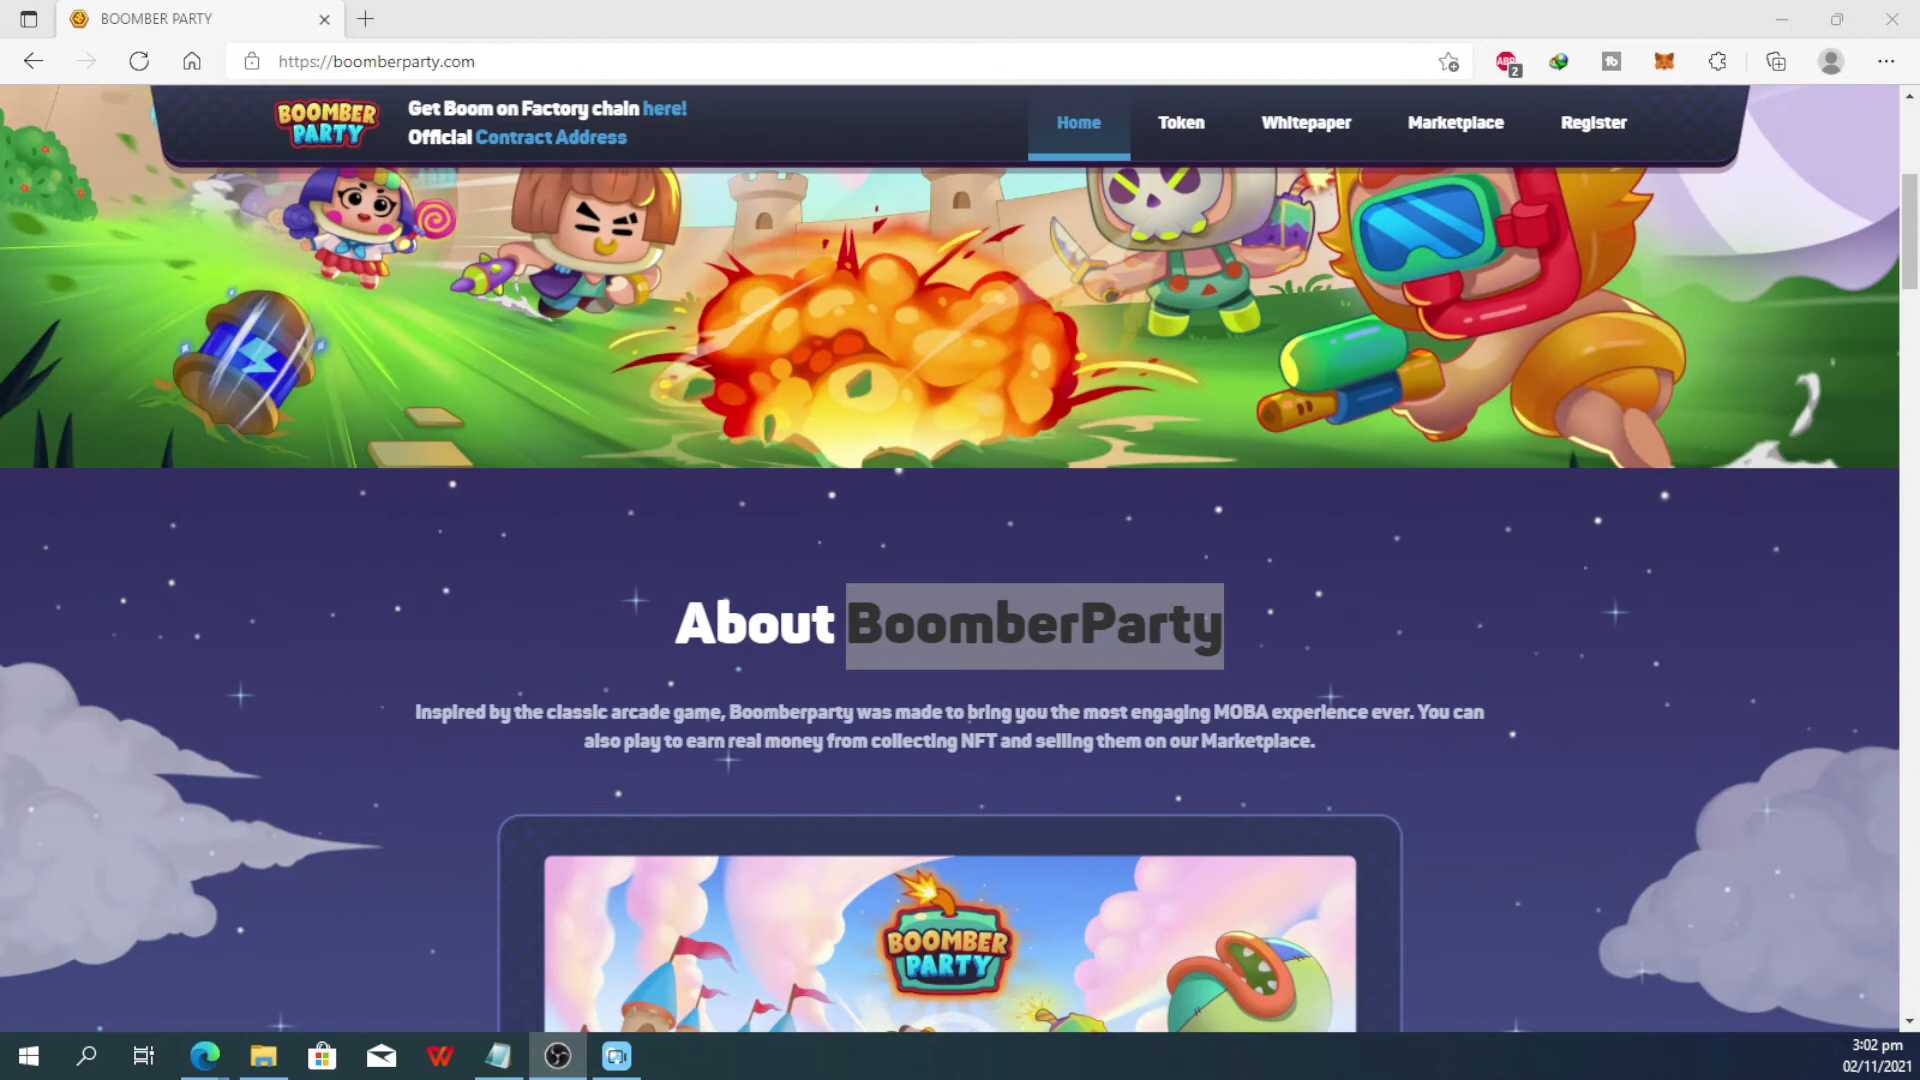 BOOMBER PARTY
https://boomberparty.com
ABP
2
BOOMBER
PARTY
Get Boom on Factory chain here!
Official Contract Address
Home
Token
Whitepaper
Marketplace
Register
About BoomberParty
Inspired by the classic arcade game, Boomberparty was made to bring you the most engaging MOBA experience ever. You can
also play to earn real money from collecting NFT and selling them on our Marketplace.
BOOMBER
PARTY
3:02 pm
02/11/2021